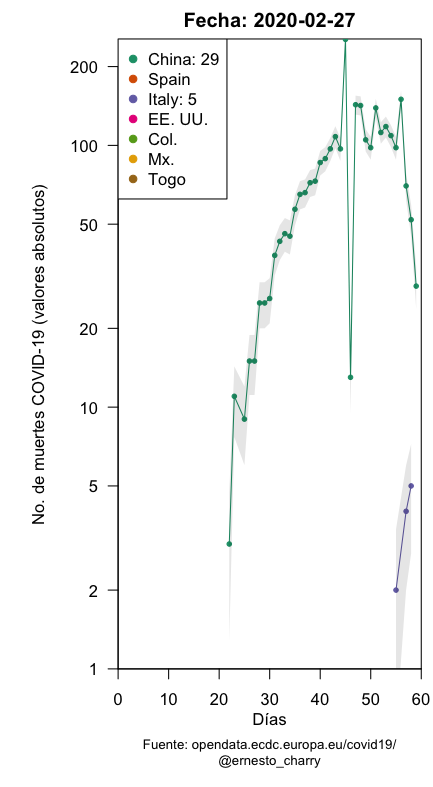 Fecha: 2020-02-27
China: 29
Spain
Italy: 5
EE. UU.
Col.
Mx.
Togo
No. de muertes COVID-19 (valores absolutos)
200
100
50
20
10
5
2
1
0 10 20 30 40 50 60
Días
Fuente: opendata.ecdc.europa.eu/covid19/
@ernesto_charry